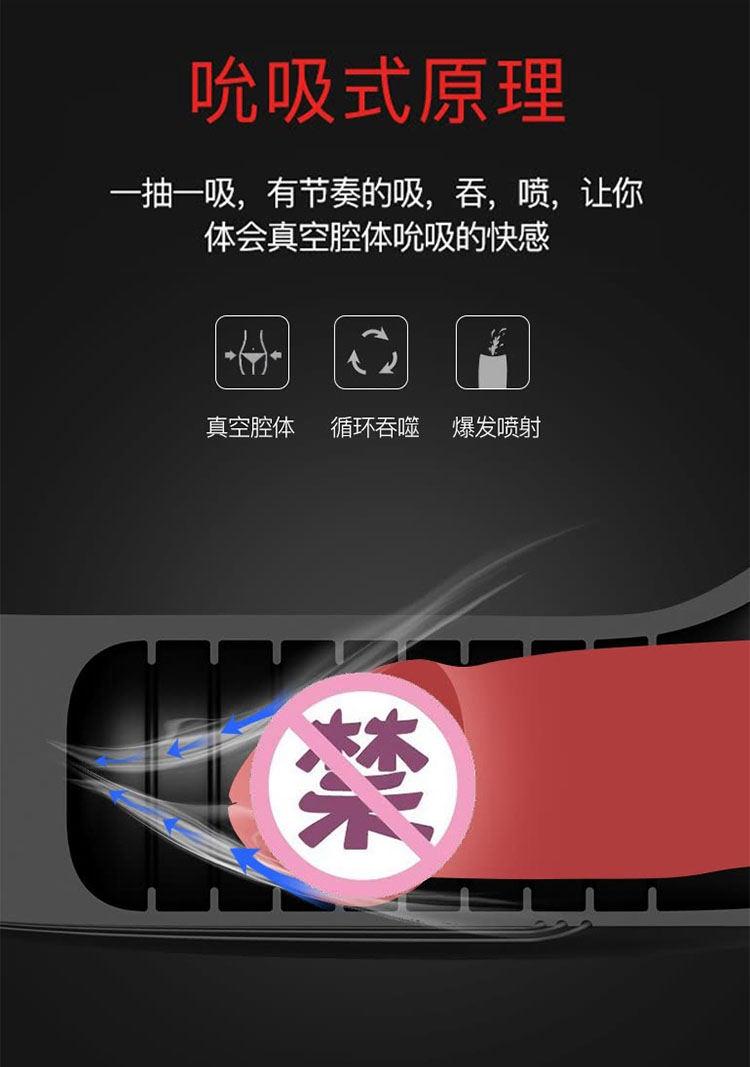 吮吸式原理
一抽一吸，有节奏的吸，吞，喷，让你
体会真空腔体吮吸的快感
真空腔体
循环吞噬
爆发喷射
禁